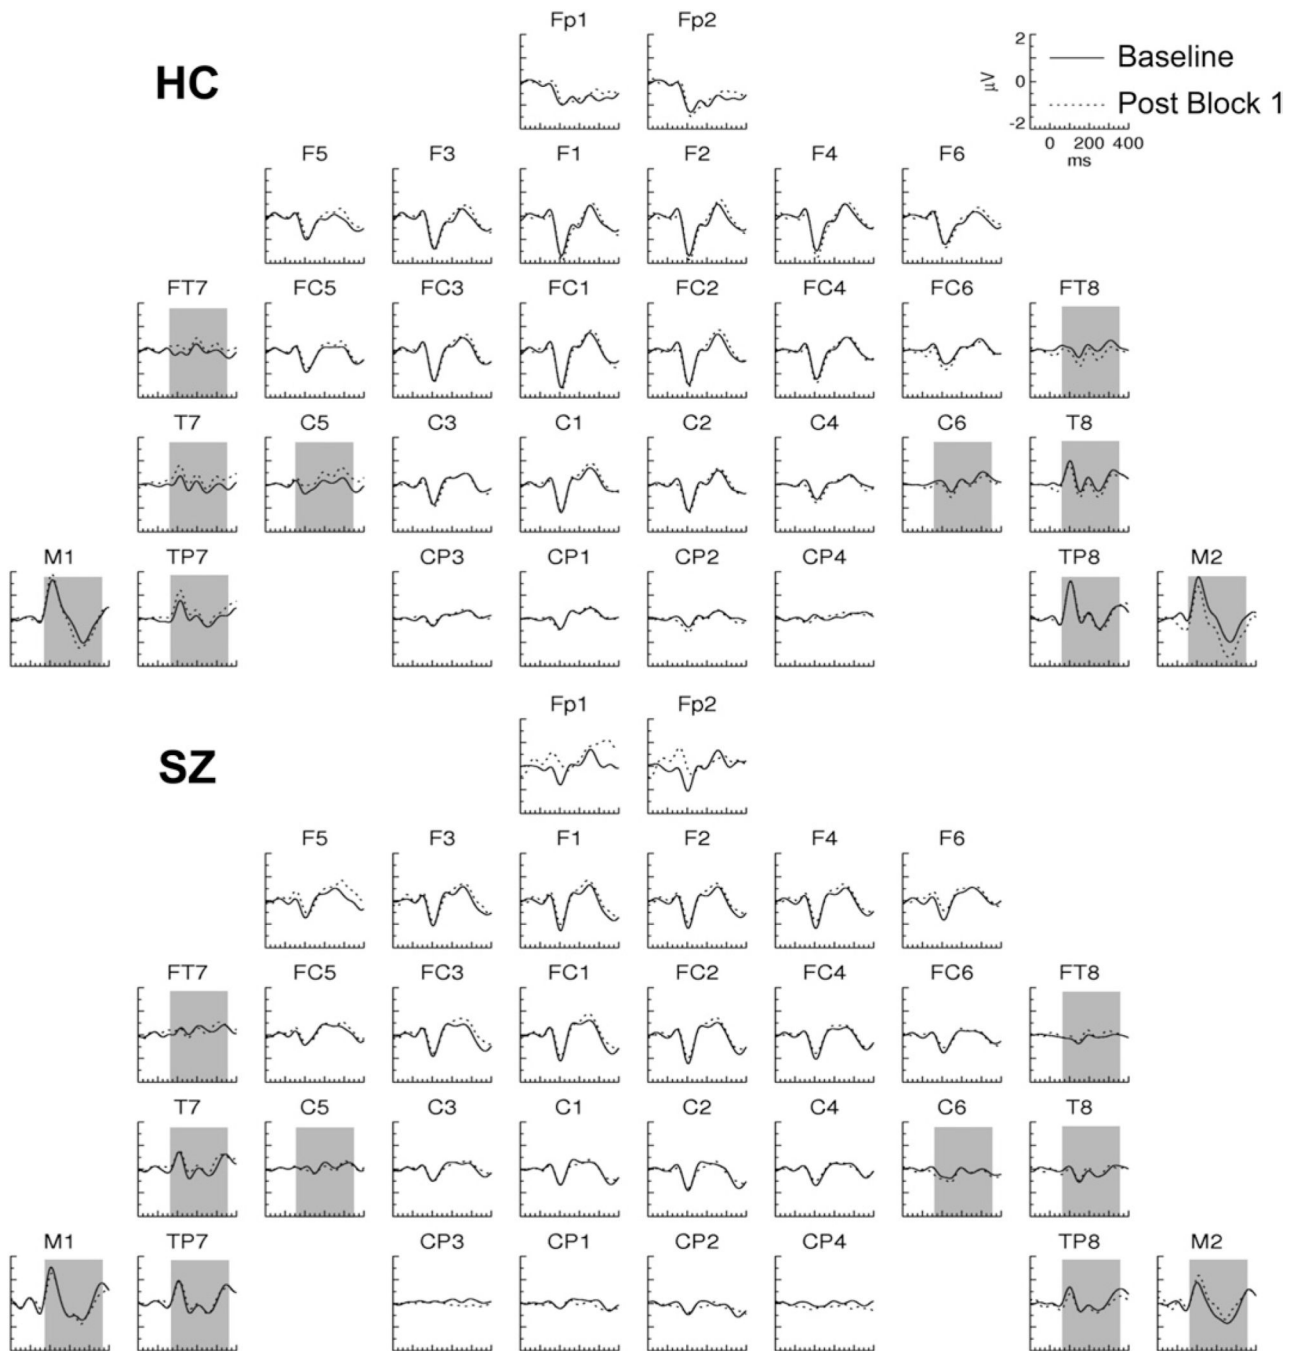 Fp1 Fp2
HC
2
μV
0
-2
0 200 400
ms
Baseline
Post Block 1
F5 F3 F1 F2 F4 F6
FT7 FC5 FC3 FC1 FC2 FC4 FC6 FT8
T7 C5 C3 C1 C2 C4 C6 T8
M1 TP7 CP3 CP1 CP2 CP4 TP8 M2
Fp1 Fp2
SZ
F5 F3 F1 F2 F4 F6
FT7 FC5 FC3 FC1 FC2 FC4 FC6 FT8
T7 C5 C3 C1 C2 C4 C6 T8
M1 TP7 CP3 CP1 CP2 CP4 TP8 M2